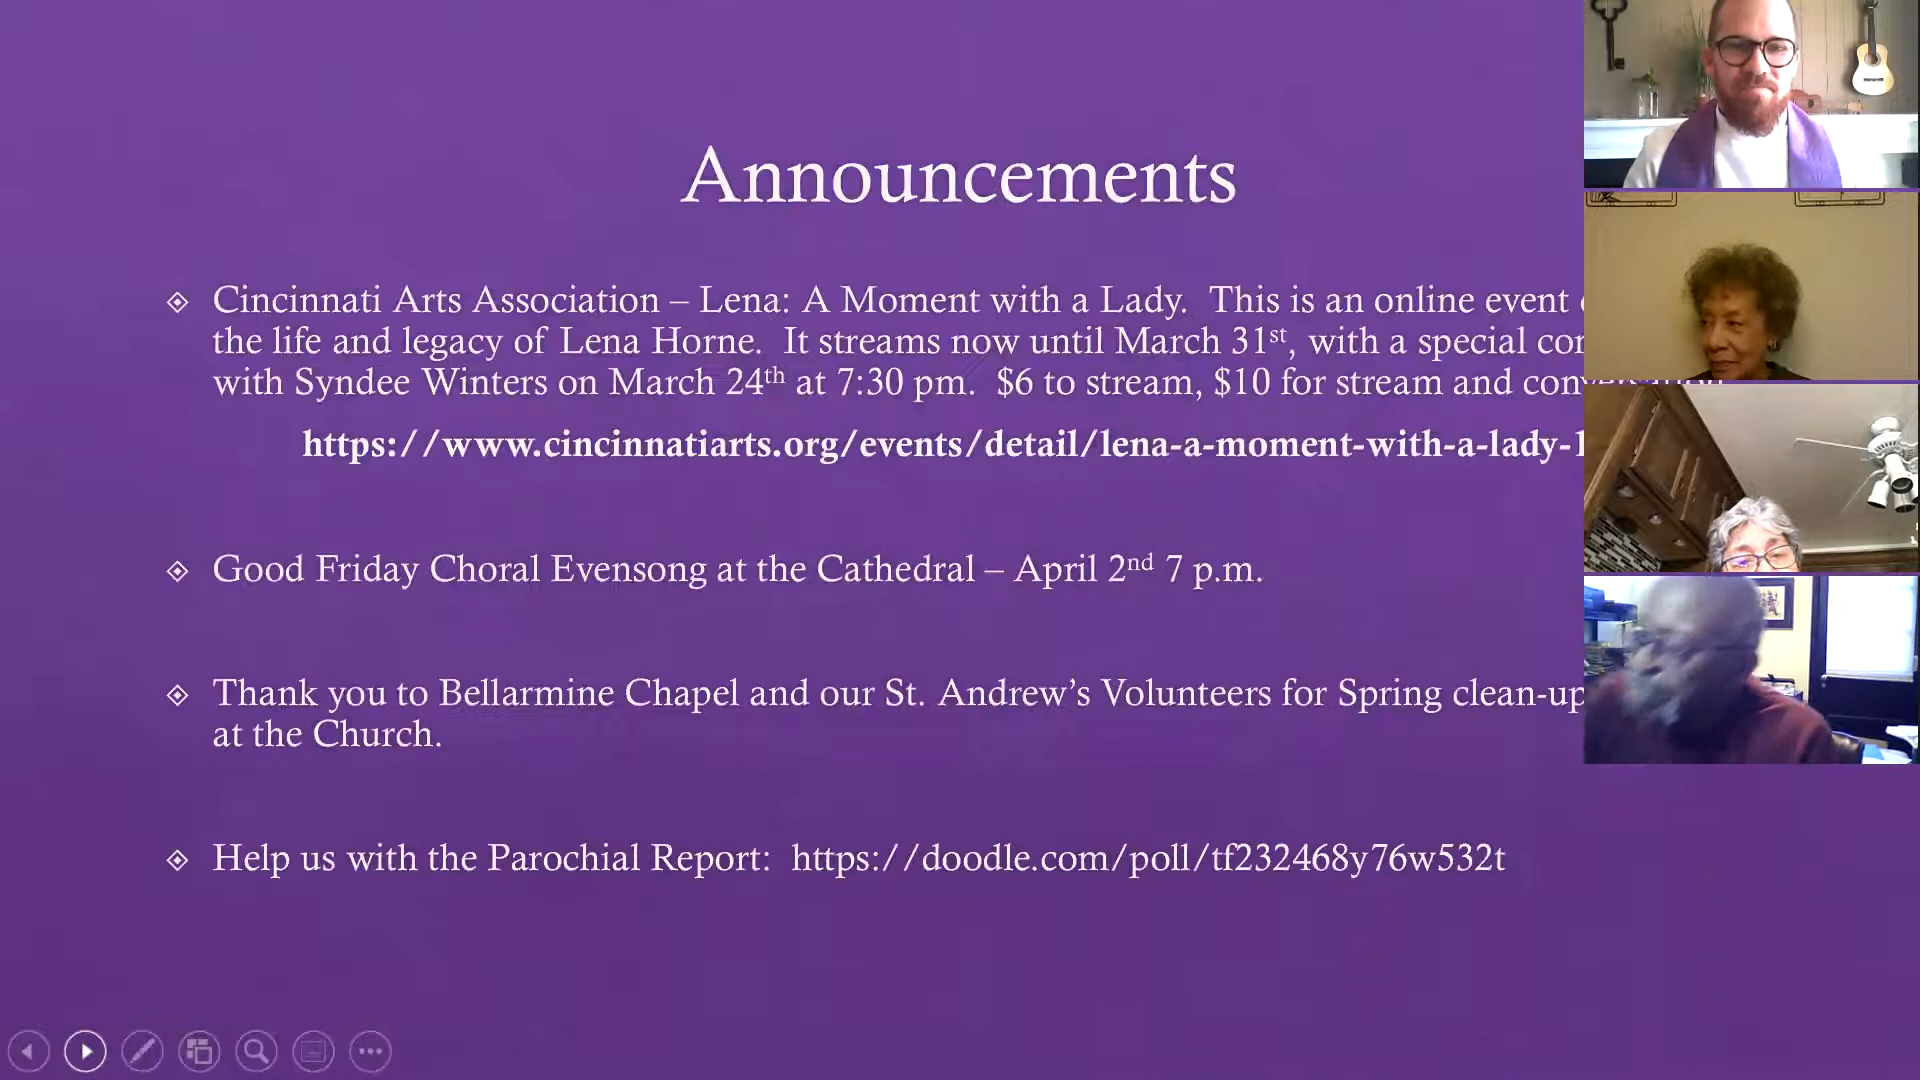 Announcements
Cincinnati Arts Association – Lena: A Moment with a Lady.  This is an online event
the life and legacy of Lena Horne.  It streams now until March 31st, with a special
with Syndee Winters on March 24th at 7:30 pm.  $6 to stream, $10 for stream and conversation
https://www.cincinnatiarts.org/events/detail/lena-a-moment-with-a-lady-1
Good Friday Choral Evensong at the Cathedral – April 2nd 7 p.m.
Thank you to Bellarmine Chapel and our St. Andrew’s Volunteers for Spring clean-up
at the Church.
Help us with the Parochial Report:  https://doodle.com/poll/tf232468y76w532t